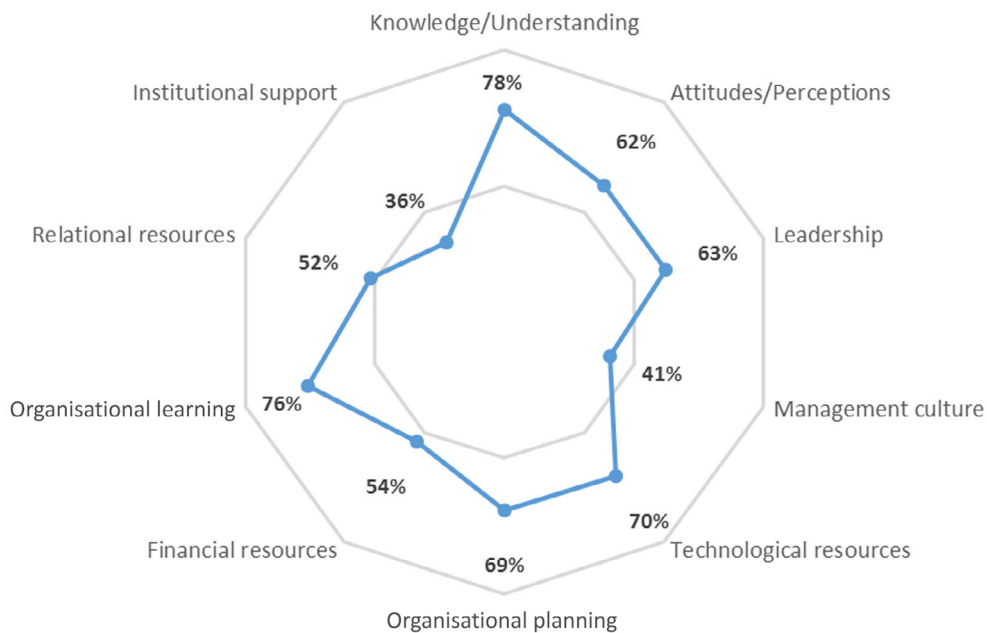 Knowledge/Understanding
78%
Institutional support
Attitudes/Perceptions
62%
36%
Relational resources
Leadership
52%
63%
41%
Organisational learning
76%
Management culture
54%
70%
Financial resources
Technological resources
69%
Organisational planning